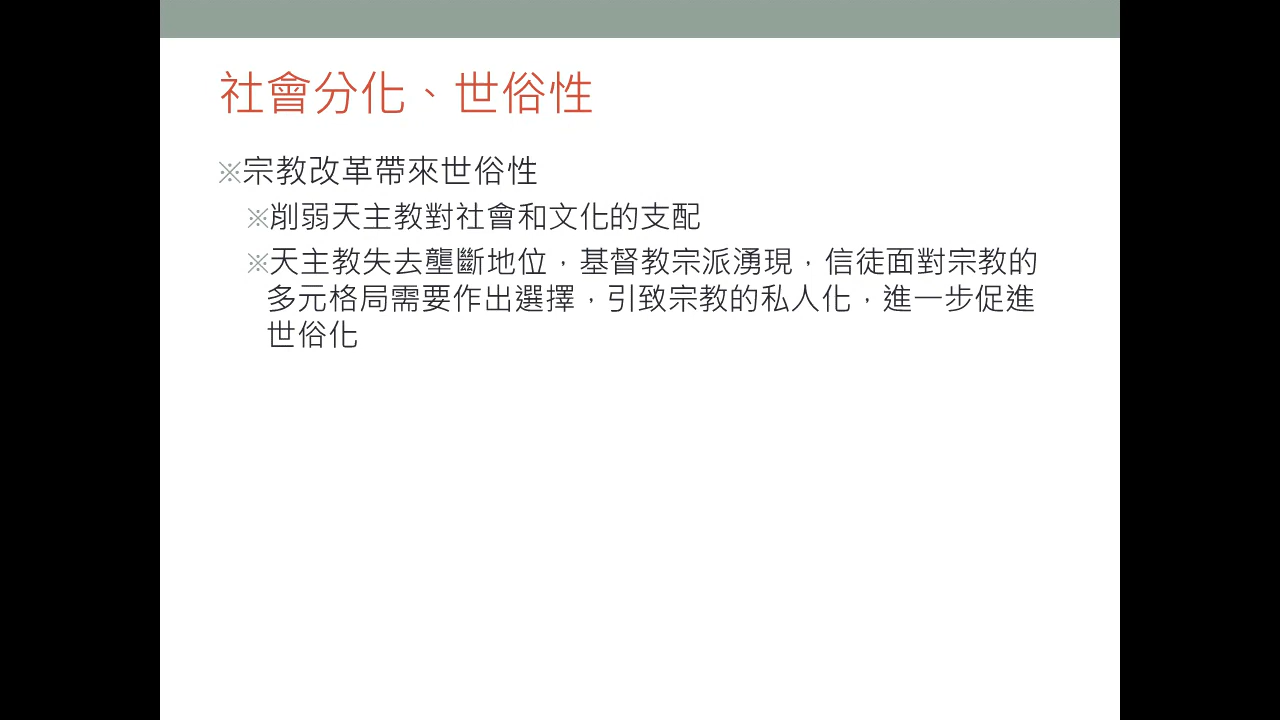 社會分化、世俗性
※宗教改革帶來世俗性
※削弱天主教對社會和文化的支配
※天主教失去壟斷地位，基督教宗派湧現，信徒面對宗教的
多元格局需要作出選擇，引致宗教的私人化，進一步促進
世俗化